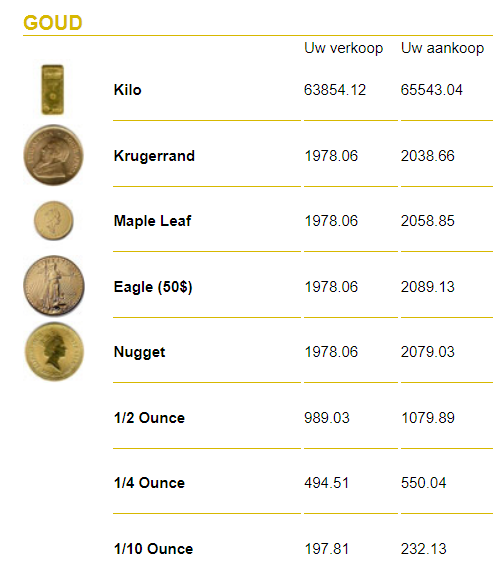 GOUD
Uw verkoop Uw aankoop
Kilo 63854.12 65543.04
Krugerrand 1978.06 2038.66
Maple Leaf 1978.06 2058.85
Eagle (50$) 1978.06 2089.13
Nugget 1978.06 2079.03
1/2 Ounce 989.03 1079.89
1/4 Ounce 494.51 550.04
1/10 Ounce 197.81 232.13